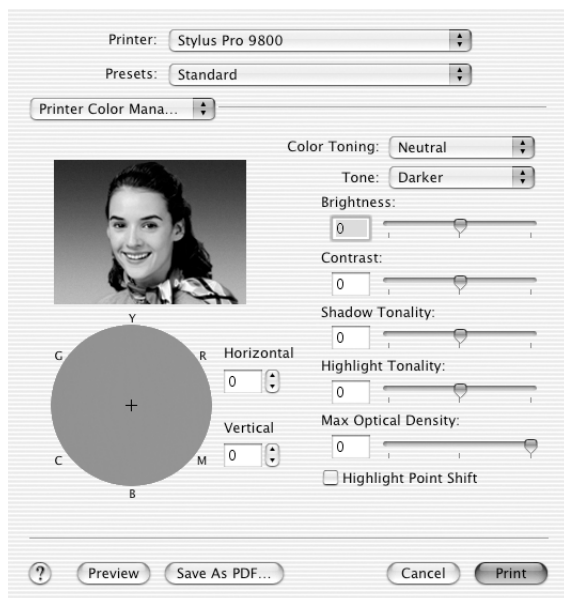 Printer: Stylus Pro 9800
Presets: Standard
Printer Color Mana...
Color Toning: Neutral
Tone: Darker
Brightness:
0
Contrast:
0
Shadow Tonality:
0
Highlight Tonality:
0
Max Optical Density:
0
Highlight Point Shift
Y
G R
C M
B
Horizontal
0
Vertical
0
? Preview Save As PDF... Cancel Print